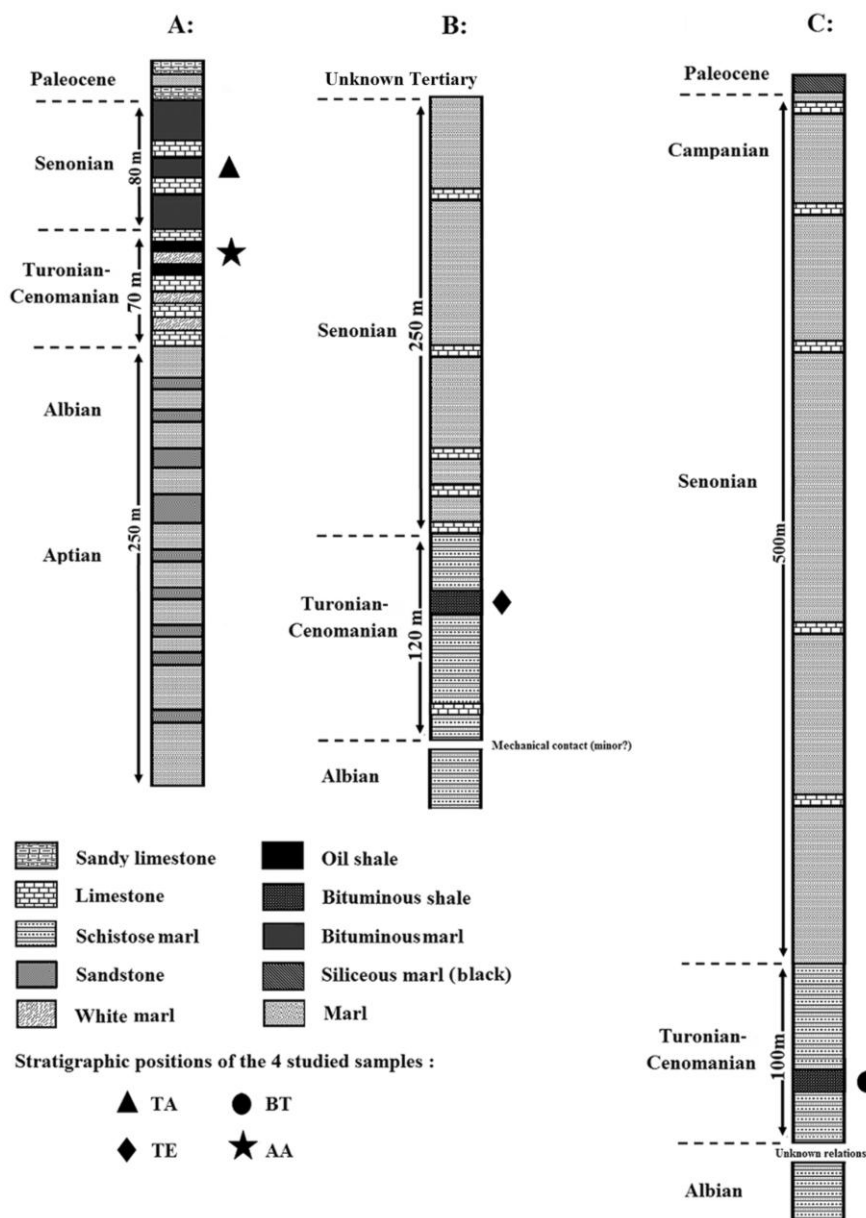 A:
B:
C:
Paleocene
Senonian
80 m
Turonian-
Cenomanian
70 m
Albian
Aptian
250 m
Unknown Tertiary
Senonian
250 m
Turonian-
Cenomanian
120 m
Mechanical contact (minor?)
Albian
Paleocene
Campanian
Senonian
500m
Turonian-
Cenomanian
100m
Unknown relations
Albian
Sandy limestone
Limestone
Schistose marl
Sandstone
White marl
Oil shale
Bituminous shale
Bituminous marl
Siliceous marl (black)
Marl
Stratigraphic positions of the 4 studied samples :
TA
BT
TE
AA